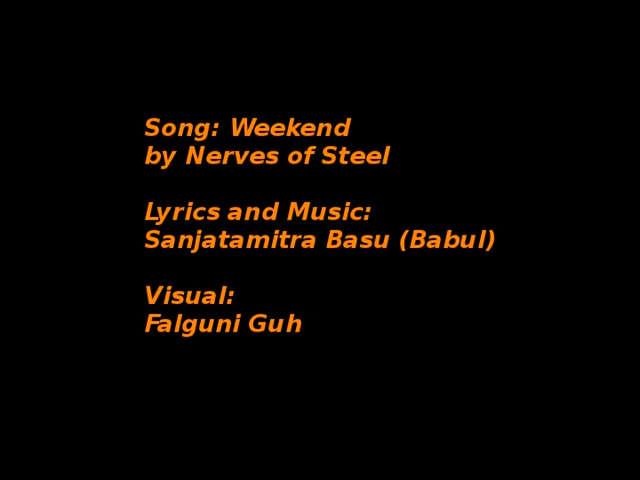 Song: Weekend
by Nerves of Steel
Lyrics and Music:
Sanjatamitra Basu (Babul)
Visual:
Falguni Guh